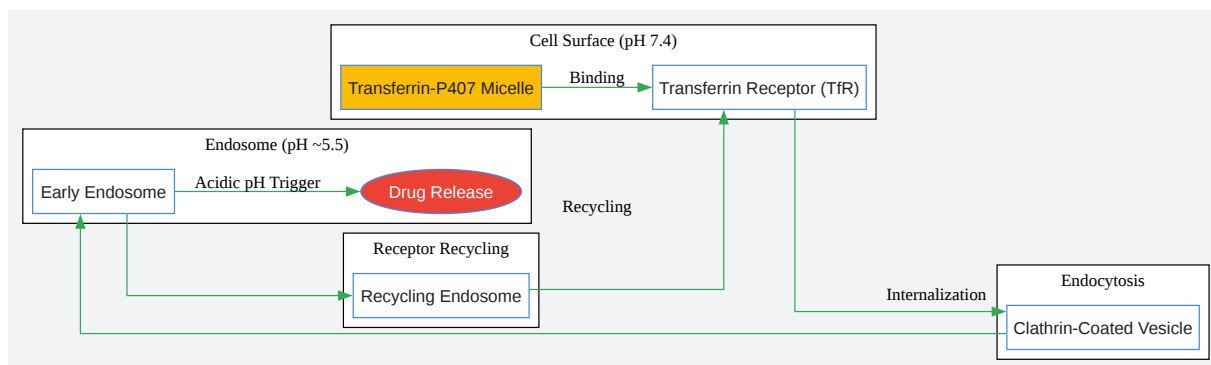 Cell Surface (pH 7.4)
Transferrin-P407 Micelle
Binding
Transferrin Receptor (TfR)
Endosome (pH ~5.5)
Early Endosome
Acidic pH Trigger
Drug Release
Recycling
Receptor Recycling
Recycling Endosome
Internalization
Endocytosis
Clathrin-Coated Vesicle